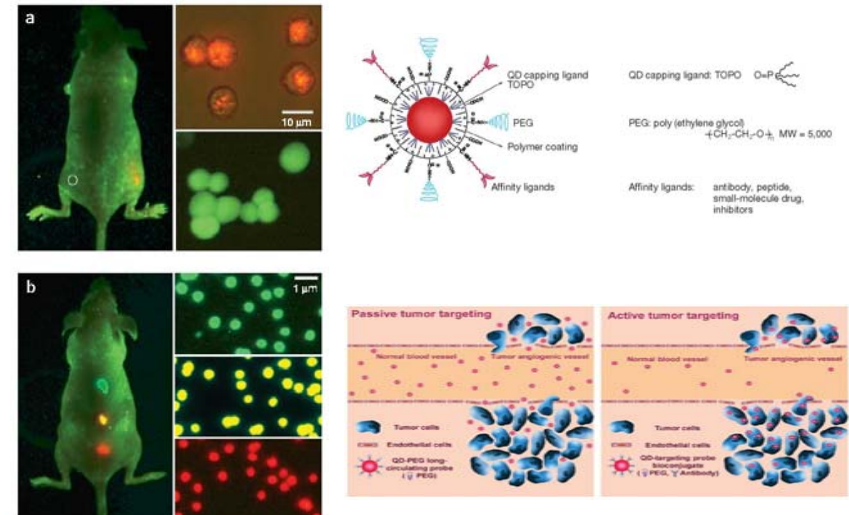 a
10 µm
QD capping ligand
TOPO
PEG
Polymer coating
Affinity ligands
QD capping ligand: TOPO O=P
PEG: poly (ethylene glycol)
(CH₂-CH₂-O)ₙ MW = 5,000
Affinity ligands: antibody, peptide,
small-molecule drug,
inhibitors
b
1 µm
Passive tumor targeting
Normal blood vessel Tumor angiogenic vessel
Tumor cells
Endothelial cells
QD-PEG long-
circulating probe
( PEG)
Active tumor targeting
Normal blood vessel Tumor angiogenic vessel
Tumor cells
Endothelial cells
QD-targeting probe
bioconjugate
( PEG, Antibody)